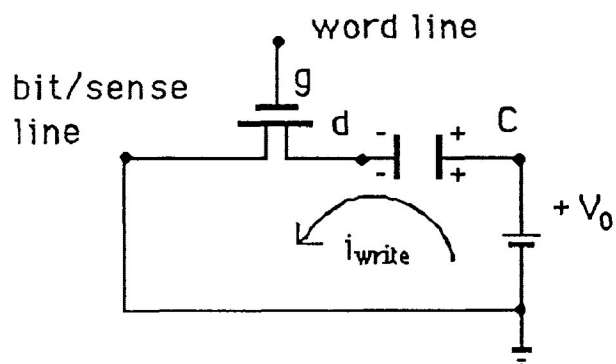 word line
g
bit/sense
line
d
C
- +
- +
+ V₀
i_write